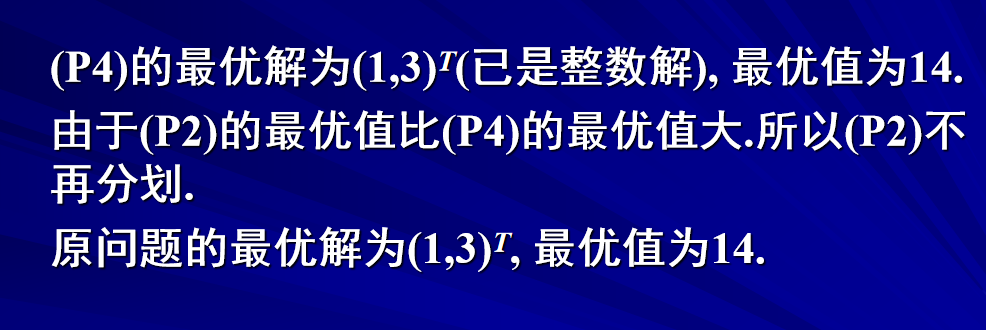 (P4)的最优解为(1,3)ᵀ(已是整数解), 最优值为14.
由于(P2)的最优值比(P4)的最优值大.所以(P2)不
再分划.
原问题的最优解为(1,3)ᵀ, 最优值为14.